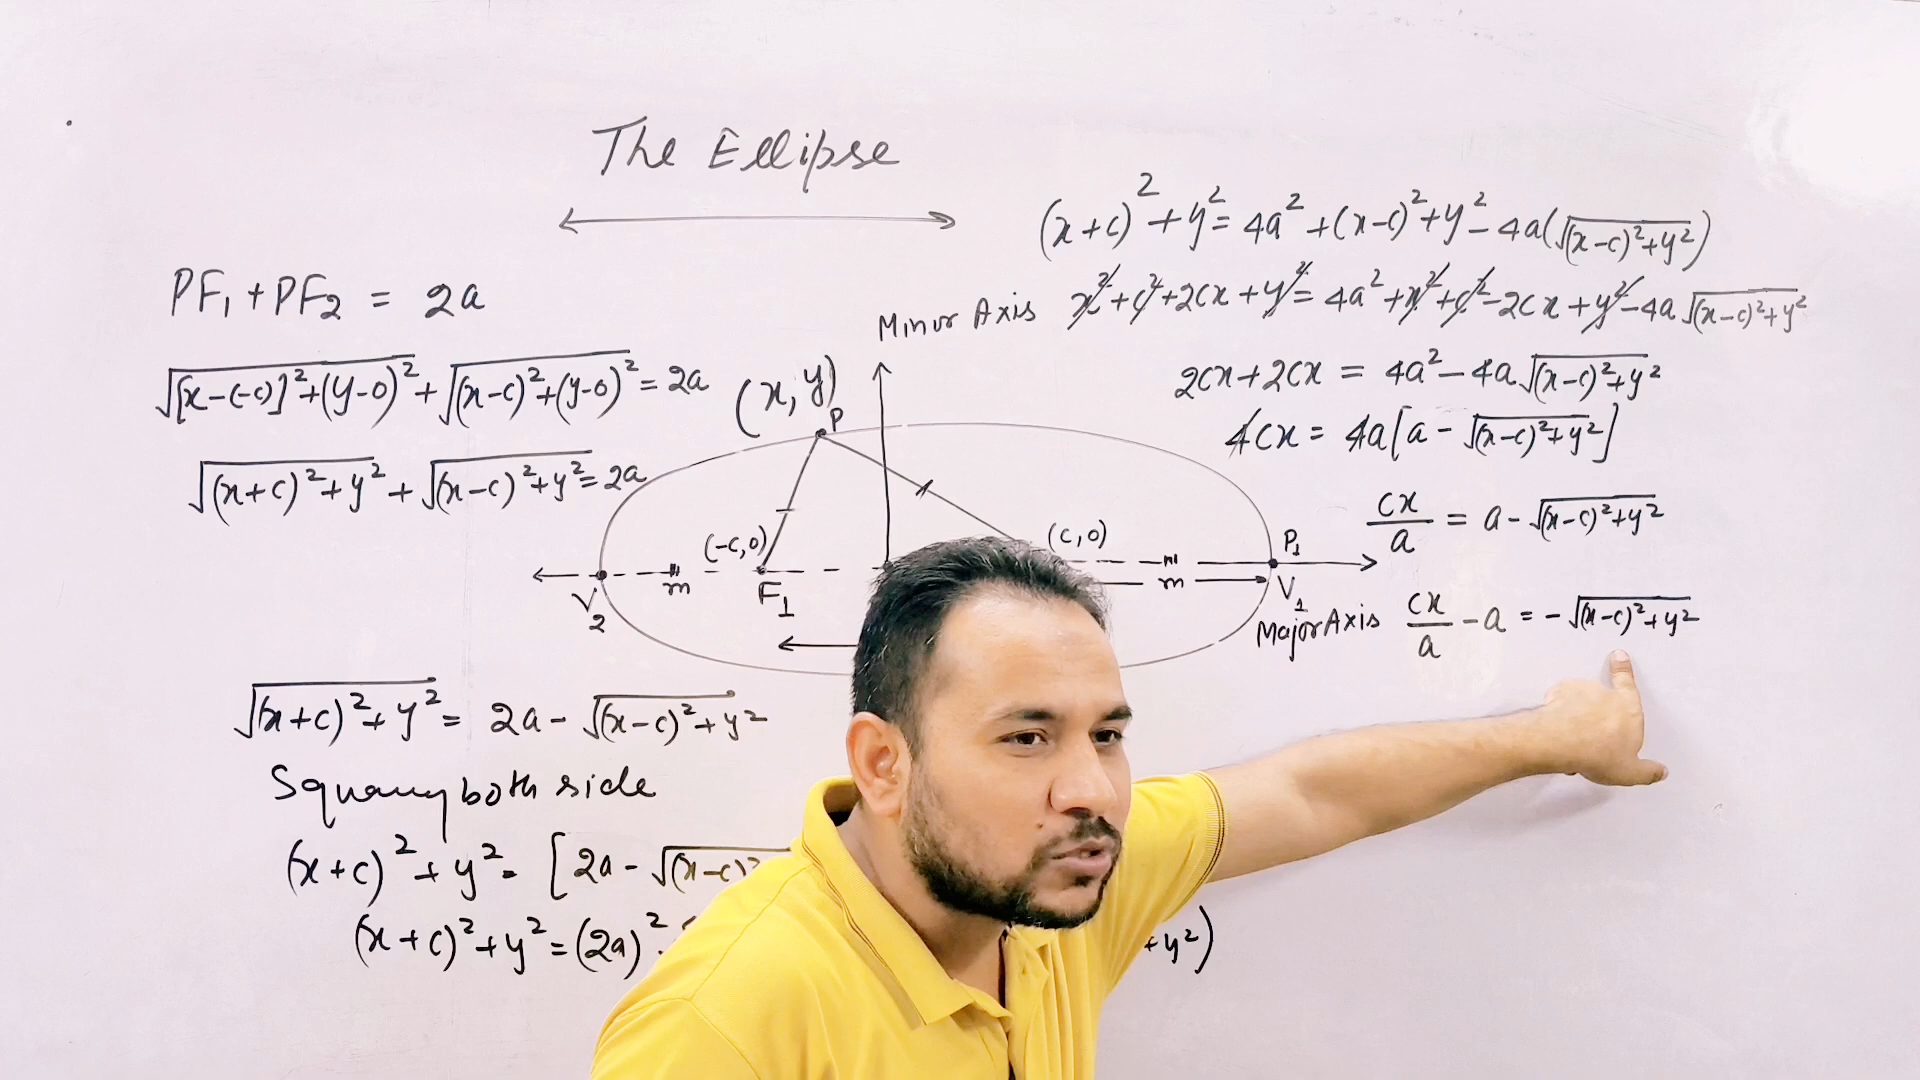 The Ellipse
PF₁ + PF₂ = 2a
√[x-(-c)]²+(y-0)² + √(x-c)²+(y-0)² = 2a
√(x+c)²+y² + √(x-c)²+y² = 2a
Minor Axis
(x,y)
P
(-c,0)
(c,0)
P₁
V₂
m
F₁
m
V₁
Major Axis
√(x+c)²+y² = 2a - √(x-c)²+y²
Squaring both side
(x+c)²+y² = [2a - √(x-c)²
(x+c)²+y² = (2a)²
+y²)
(x+c)²+y² = 4a²+(x-c)²+y²-4a(√(x-c)²+y²)
x²+c²+2cx+y² = 4a²+x²+c²-2cx+y²-4a√(x-c)²+y²
2cx+2cx = 4a²-4a√(x-c)²+y²
4cx = 4a[a-√(x-c)²+y²]
cx/a = a-√(x-c)²+y²
cx/a - a = -√(x-c)²+y²